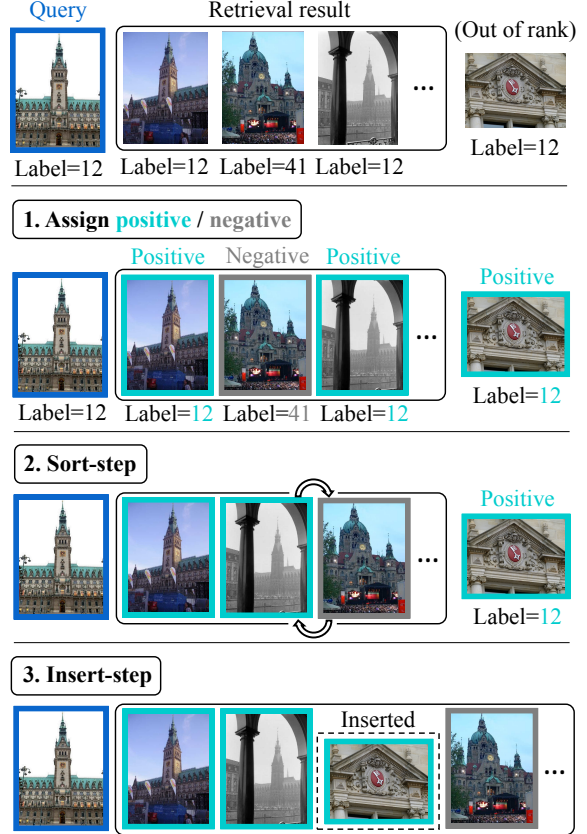 Query
Retrieval result
(Out of rank)
...
Label=12
Label=12
Label=41
Label=12
Label=12
1. Assign positive / negative
Positive
Negative
Positive
Positive
...
Label=12
Label=12
Label=41
Label=12
Label=12
2. Sort-step
Positive
...
Label=12
3. Insert-step
Inserted
...